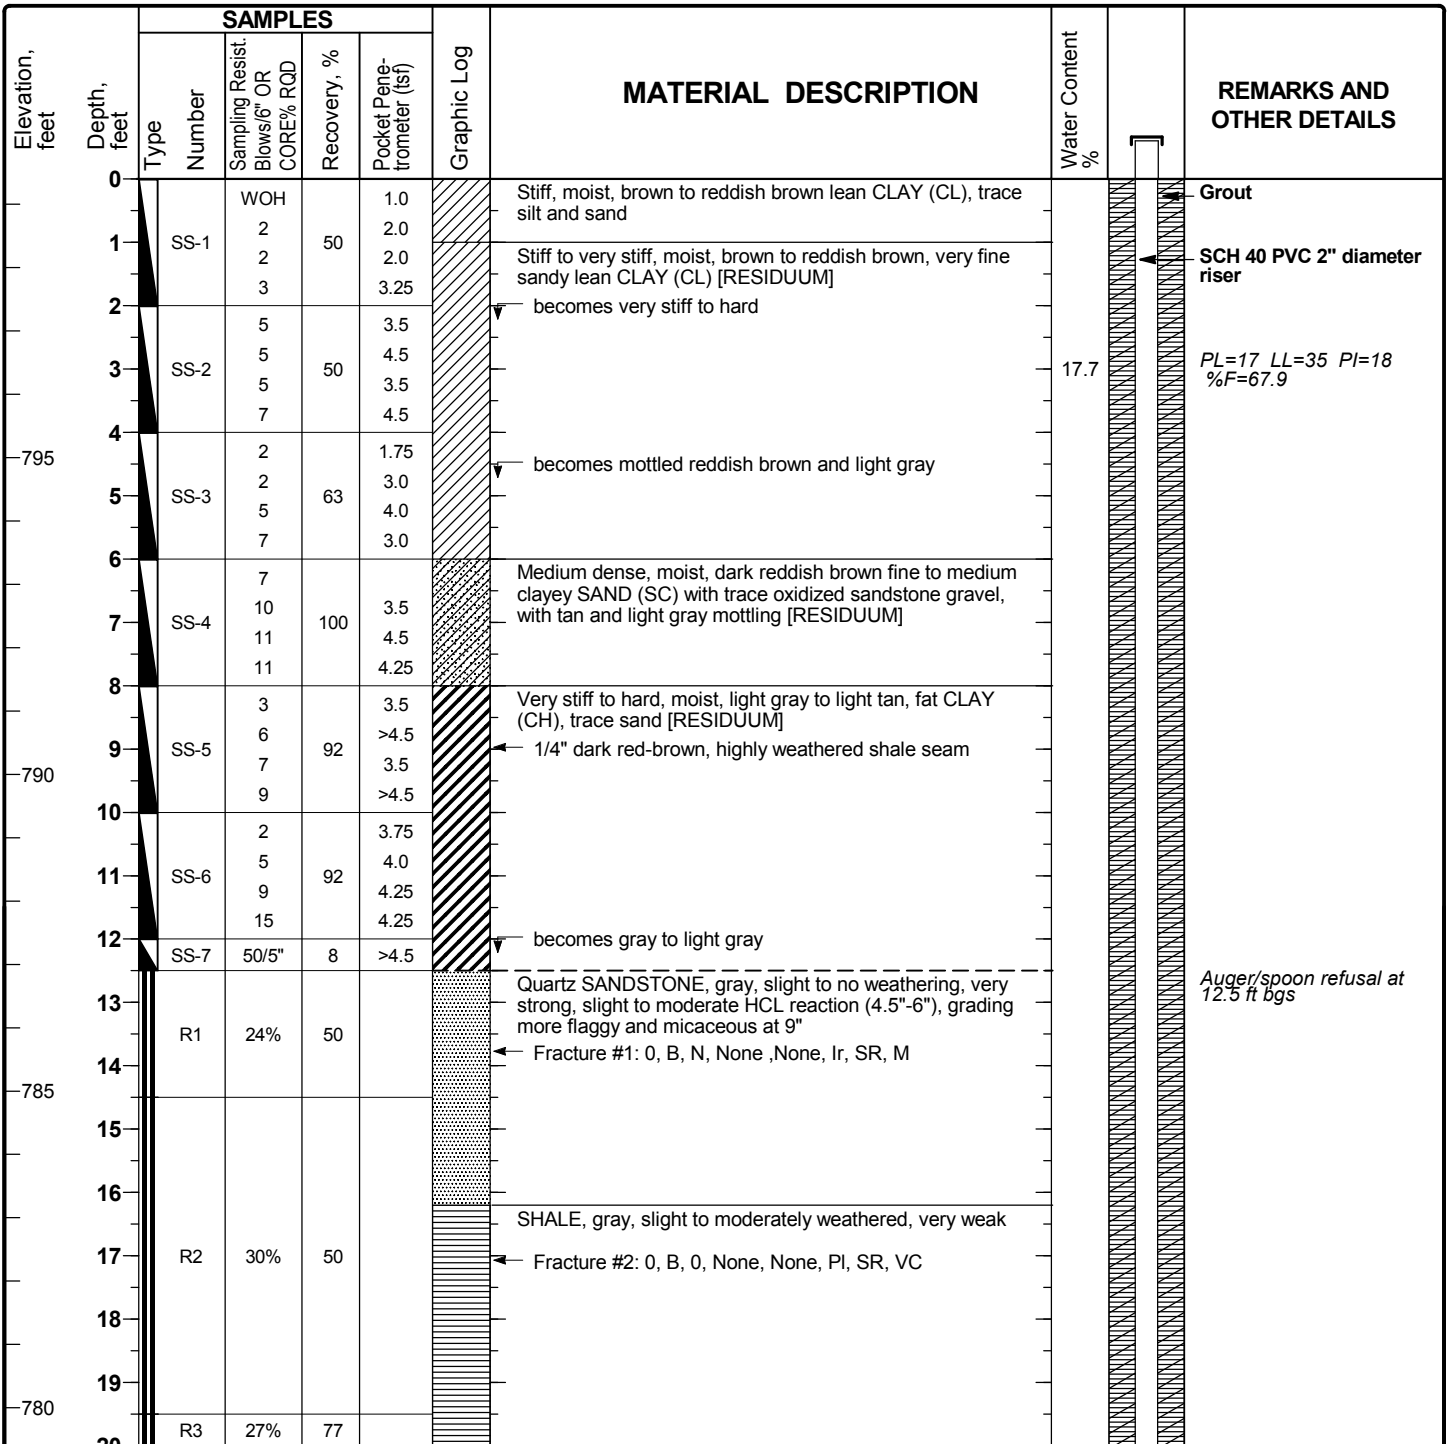 SAMPLES
Elevation, feet
Depth, feet
Type
Number
Sampling Resist. Blows/6" OR CORE% RQD
Recovery, %
Pocket Pene-trometer (tsf)
Graphic Log
MATERIAL DESCRIPTION
Water Content %
REMARKS AND
OTHER DETAILS
0
WOH 1.0
Stiff, moist, brown to reddish brown lean CLAY (CL), trace
silt and sand
Grout
2 2.0
1
SS-1 50
2 2.0
Stiff to very stiff, moist, brown to reddish brown, very fine
sandy lean CLAY (CL) [RESIDUUM]
SCH 40 PVC 2" diameter
riser
3 3.25
2
becomes very stiff to hard
5 3.5
5 4.5
3
SS-2 50
17.7
PL=17 LL=35 PI=18
%F=67.9
5 3.5
7 4.5
4
2 1.75
795
becomes mottled reddish brown and light gray
2 3.0
5
SS-3 63
5 4.0
7 3.0
6
7
Medium dense, moist, dark reddish brown fine to medium
clayey SAND (SC) with trace oxidized sandstone gravel,
with tan and light gray mottling [RESIDUUM]
10 3.5
7
SS-4 100
11 4.5
11 4.25
8
3 3.5
Very stiff to hard, moist, light gray to light tan, fat CLAY
(CH), trace sand [RESIDUUM]
6 >4.5
9
SS-5 92
1/4" dark red-brown, highly weathered shale seam
7 3.5
790
9 >4.5
10
2 3.75
5 4.0
11
SS-6 92
9 4.25
15 4.25
12
becomes gray to light gray
SS-7 50/5" 8 >4.5
Quartz SANDSTONE, gray, slight to no weathering, very
strong, slight to moderate HCL reaction (4.5"-6"), grading
more flaggy and micaceous at 9"
Auger/spoon refusal at
12.5 ft bgs
13
R1 24% 50
Fracture #1: 0, B, N, None ,None, Ir, SR, M
14
785
15
16
SHALE, gray, slight to moderately weathered, very weak
17
R2 30% 50
Fracture #2: 0, B, 0, None, None, Pl, SR, VC
18
19
780
R3 27% 77
20